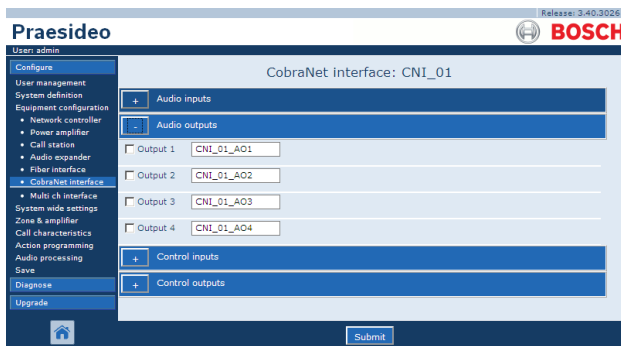 Release: 3.40.3026
Praesideo
BOSCH
User: admin
Configure
User management
System definition
Equipment configuration
• Network controller
• Power amplifier
• Call station
• Audio expander
• Fiber interface
• CobraNet interface
• Multi ch interface
System wide settings
Zone & amplifier
Call characteristics
Action programming
Audio processing
Save
Diagnose
Upgrade
CobraNet interface: CNI_01
+ Audio inputs
- Audio outputs
Output 1 CNI_01_AO1
Output 2 CNI_01_AO2
Output 3 CNI_01_AO3
Output 4 CNI_01_AO4
+ Control inputs
+ Control outputs
Submit